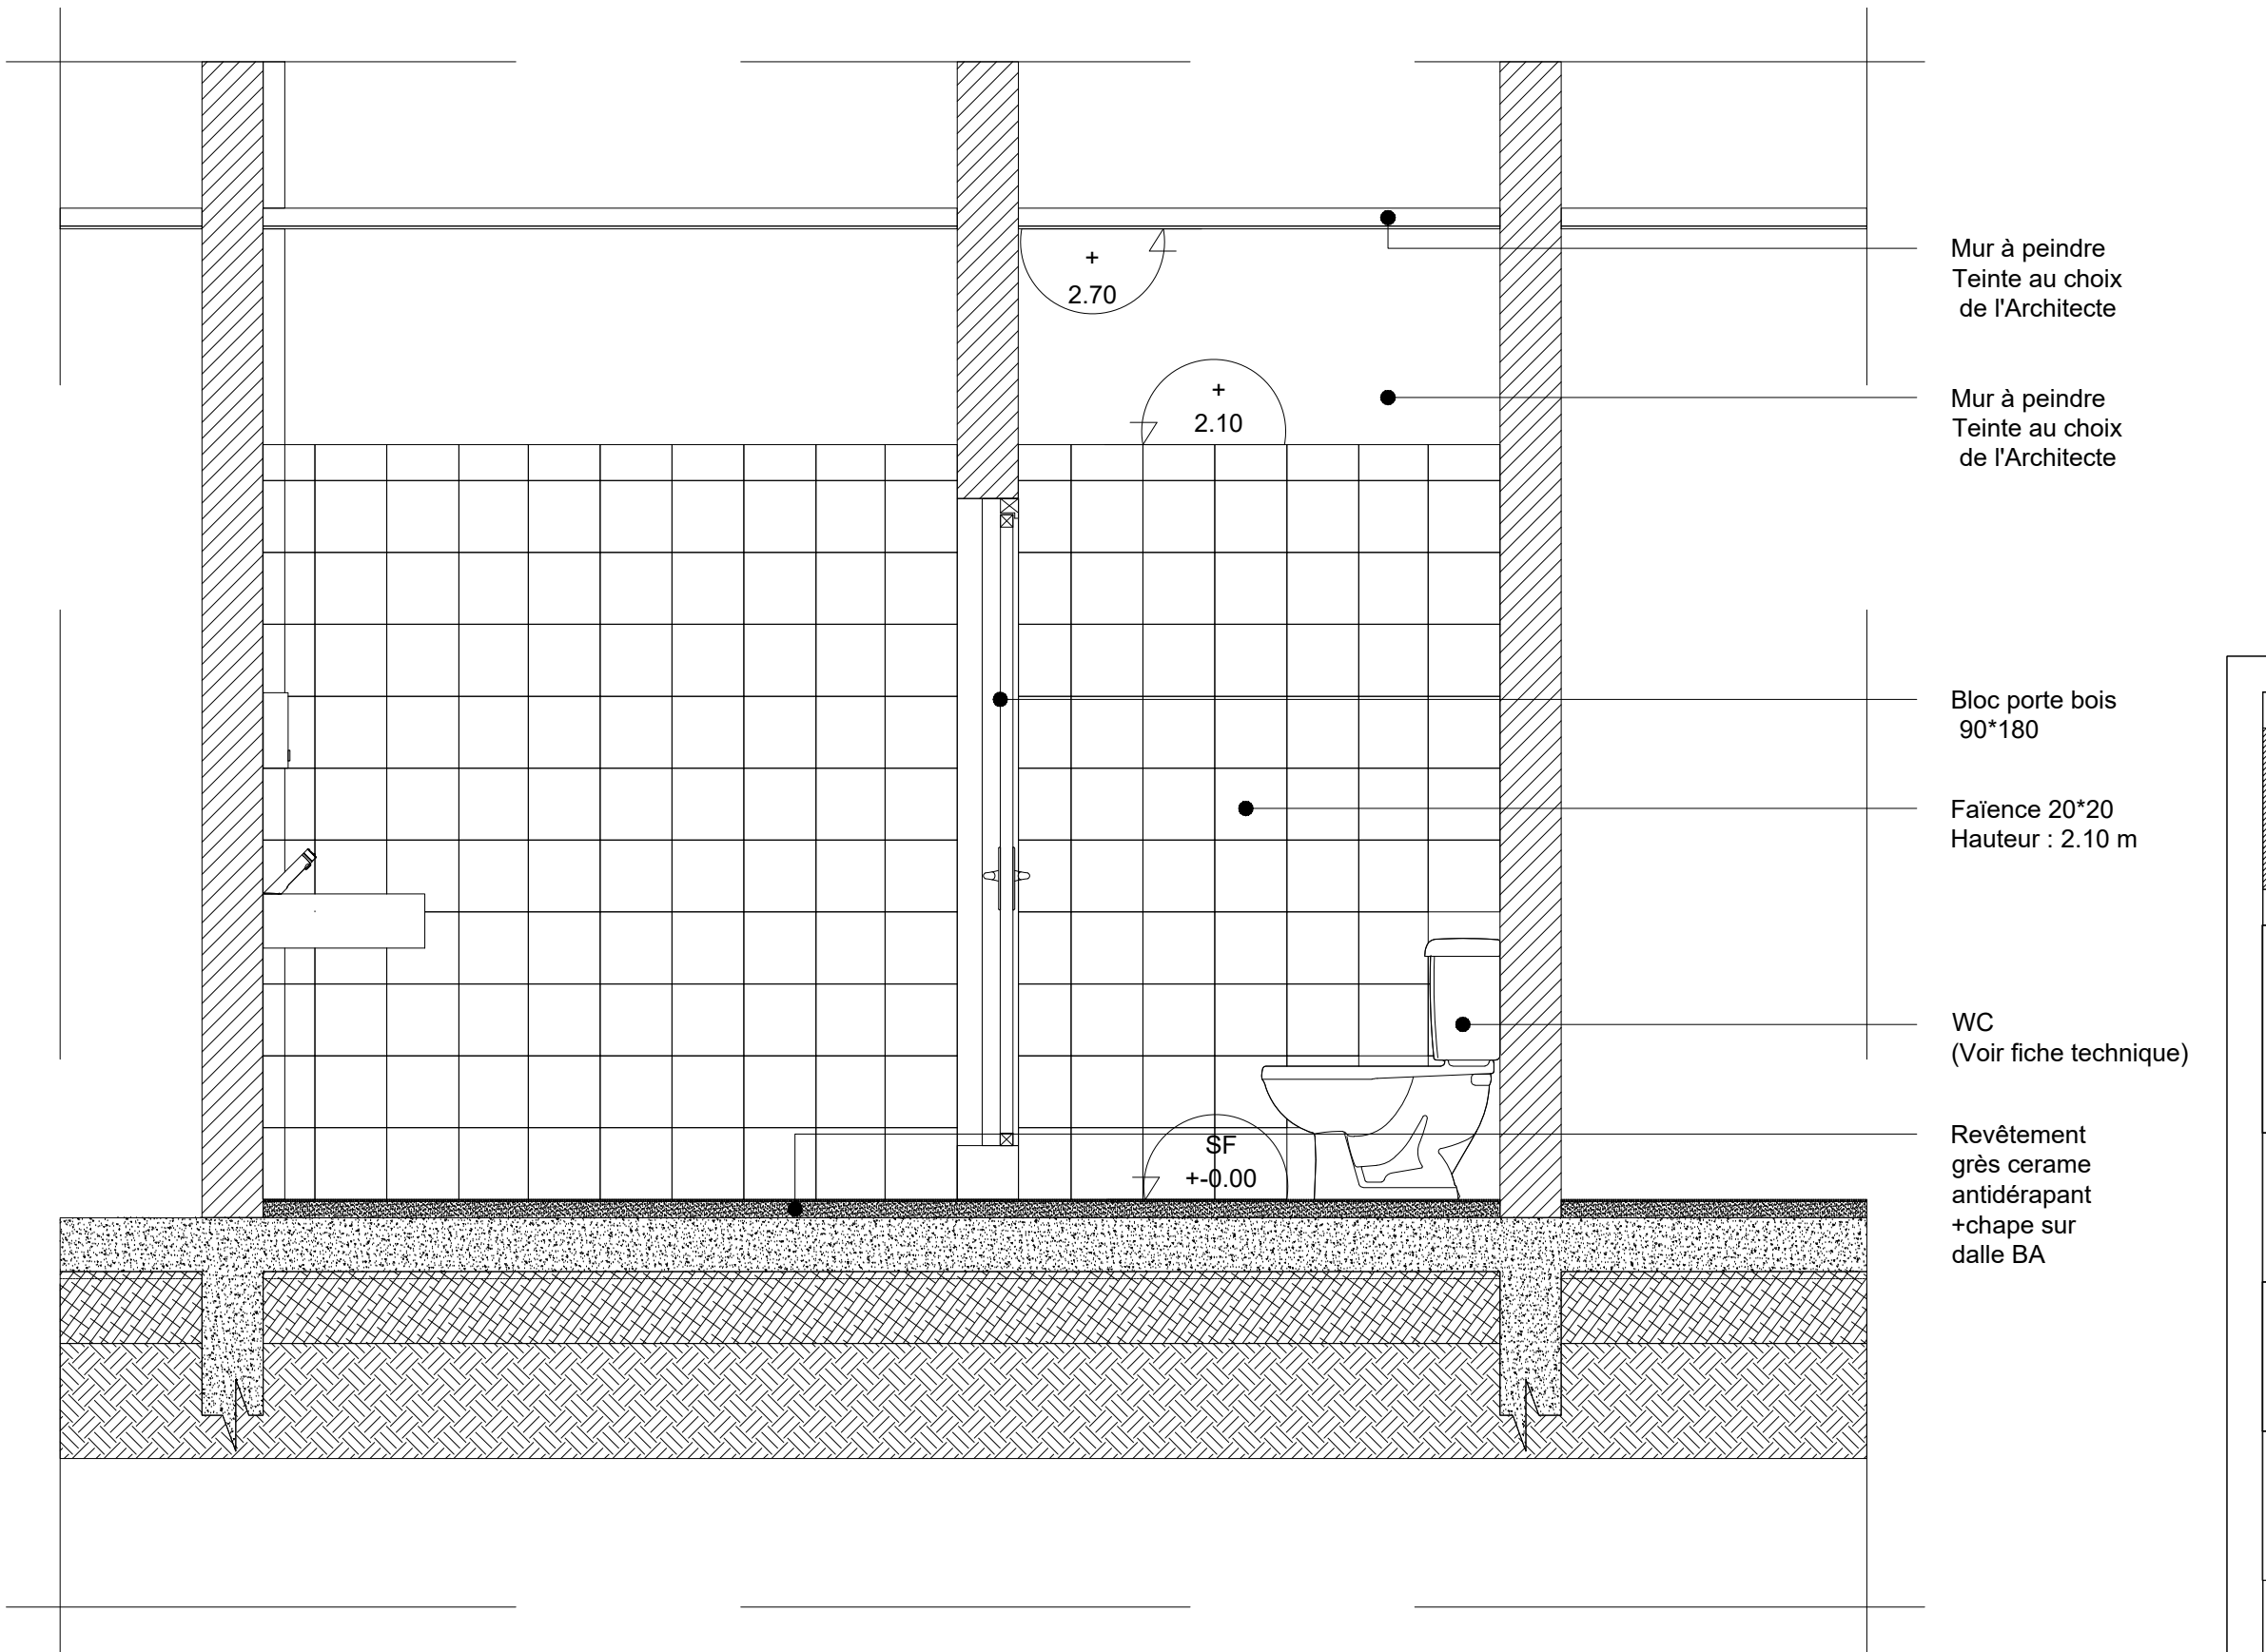 +
2.70
+
2.10
SF
+-0.00
Mur à peindre
Teinte au choix
de l'Architecte
Mur à peindre
Teinte au choix
de l'Architecte
Bloc porte bois
90*180
Faïence 20*20
Hauteur : 2.10 m
WC
(Voir fiche technique)
Revêtement
grès cerame
antidérapant
+chape sur
dalle BA